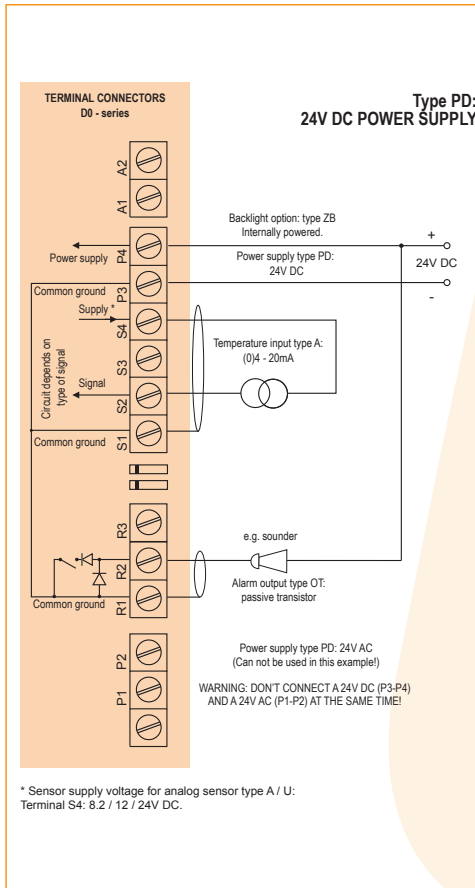 TERMINAL CONNECTORS
D0 - series
Type PD:
24V DC POWER SUPPLY
A2
A1
Backlight option: type ZB
Internally powered.
P4
+
Power supply
Power supply type PD:
24V DC
24V DC
Common ground
P3
-
Supply *
S4
Circuit depends on
type of signal
S3
Temperature input type A:
(0)4 - 20mA
Signal
S2
Common ground
S1
R3
e.g. sounder
R2
Alarm output type OT:
passive transistor
Common ground
R1
P2
Power supply type PD: 24V AC
(Can not be used in this example!)
P1
WARNING: DON'T CONNECT A 24V DC (P3-P4)
AND A 24V AC (P1-P2) AT THE SAME TIME!
* Sensor supply voltage for analog sensor type A / U:
Terminal S4: 8.2 / 12 / 24V DC.